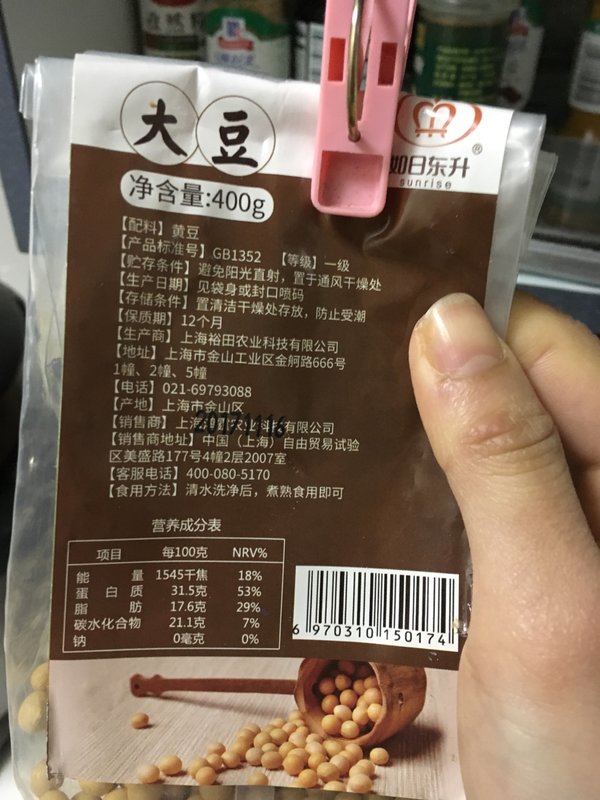 大豆
如日东升®
sunrise
净含量:400g
【配料】黄豆
【产品标准号】GB1352 【等级】一级
【贮存条件】避免阳光直射，置于通风干燥处
【生产日期】见袋身或封口喷码
【存储条件】置清洁干燥处存放，防止受潮
【保质期】12个月
【生产商】上海裕田农业科技有限公司
【地址】上海市金山工业区金舸路666号
1幢、2幢、5幢
【电话】021-69793088
【产地】上海市金山区
20171116
【销售商】上海 农业科技有限公司
【销售商地址】中国（上海）自由贸易试验
区美盛路177号4幢2层2007室
【客服电话】400-080-5170
【食用方法】清水洗净后，煮熟食用即可
营养成分表
项目 每100克 NRV%
能量 1545千焦 18%
蛋白质 31.5克 53%
脂肪 17.6克 29%
碳水化合物 21.1克 7%
钠 0毫克 0%
6 970310 150174